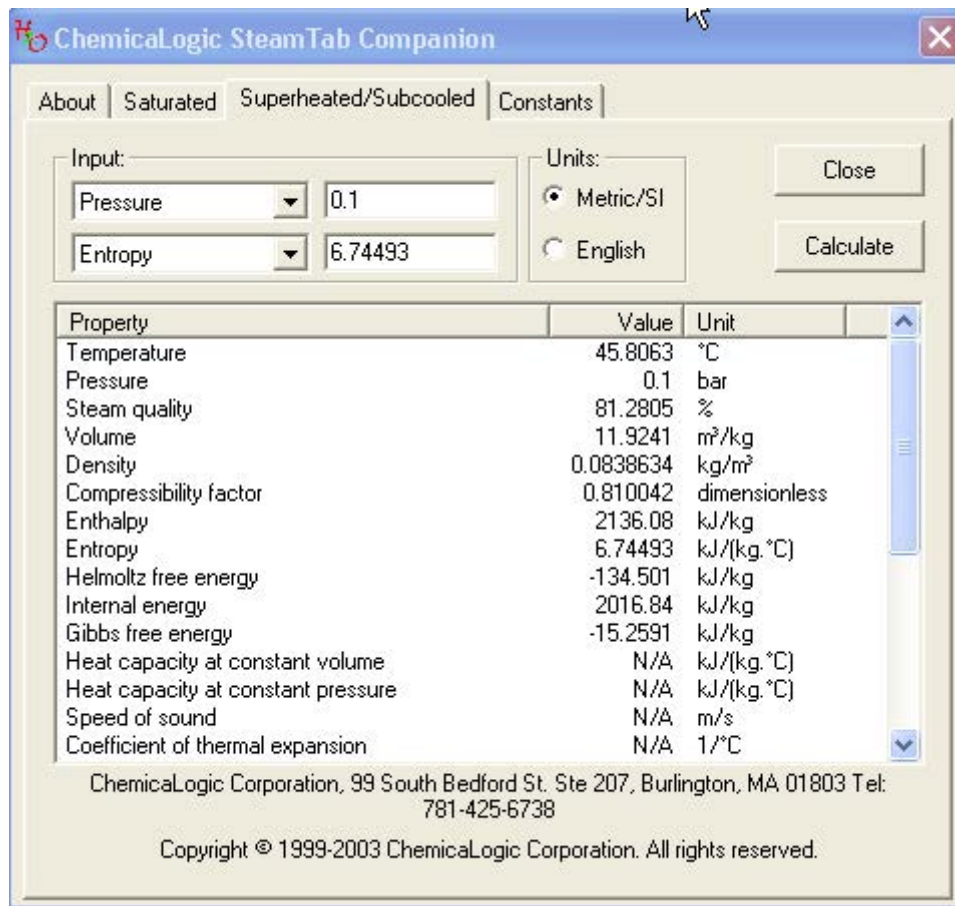 H₂O ChemicaLogic SteamTab Companion
About Saturated Superheated/Subcooled Constants
Input: Units:
Pressure 0.1 Metric/SI Close
Entropy 6.74493 English Calculate
Property Value Unit
Temperature 45.8063 °C
Pressure 0.1 bar
Steam quality 81.2805 %
Volume 11.9241 m³/kg
Density 0.0838634 kg/m³
Compressibility factor 0.810042 dimensionless
Enthalpy 2136.08 kJ/kg
Entropy 6.74493 kJ/(kg.°C)
Helmoltz free energy -134.501 kJ/kg
Internal energy 2016.84 kJ/kg
Gibbs free energy -15.2591 kJ/kg
Heat capacity at constant volume N/A kJ/(kg.°C)
Heat capacity at constant pressure N/A kJ/(kg.°C)
Speed of sound N/A m/s
Coefficient of thermal expansion N/A 1/°C
ChemicaLogic Corporation, 99 South Bedford St. Ste 207, Burlington, MA 01803 Tel:
781-425-6738
Copyright © 1999-2003 ChemicaLogic Corporation. All rights reserved.